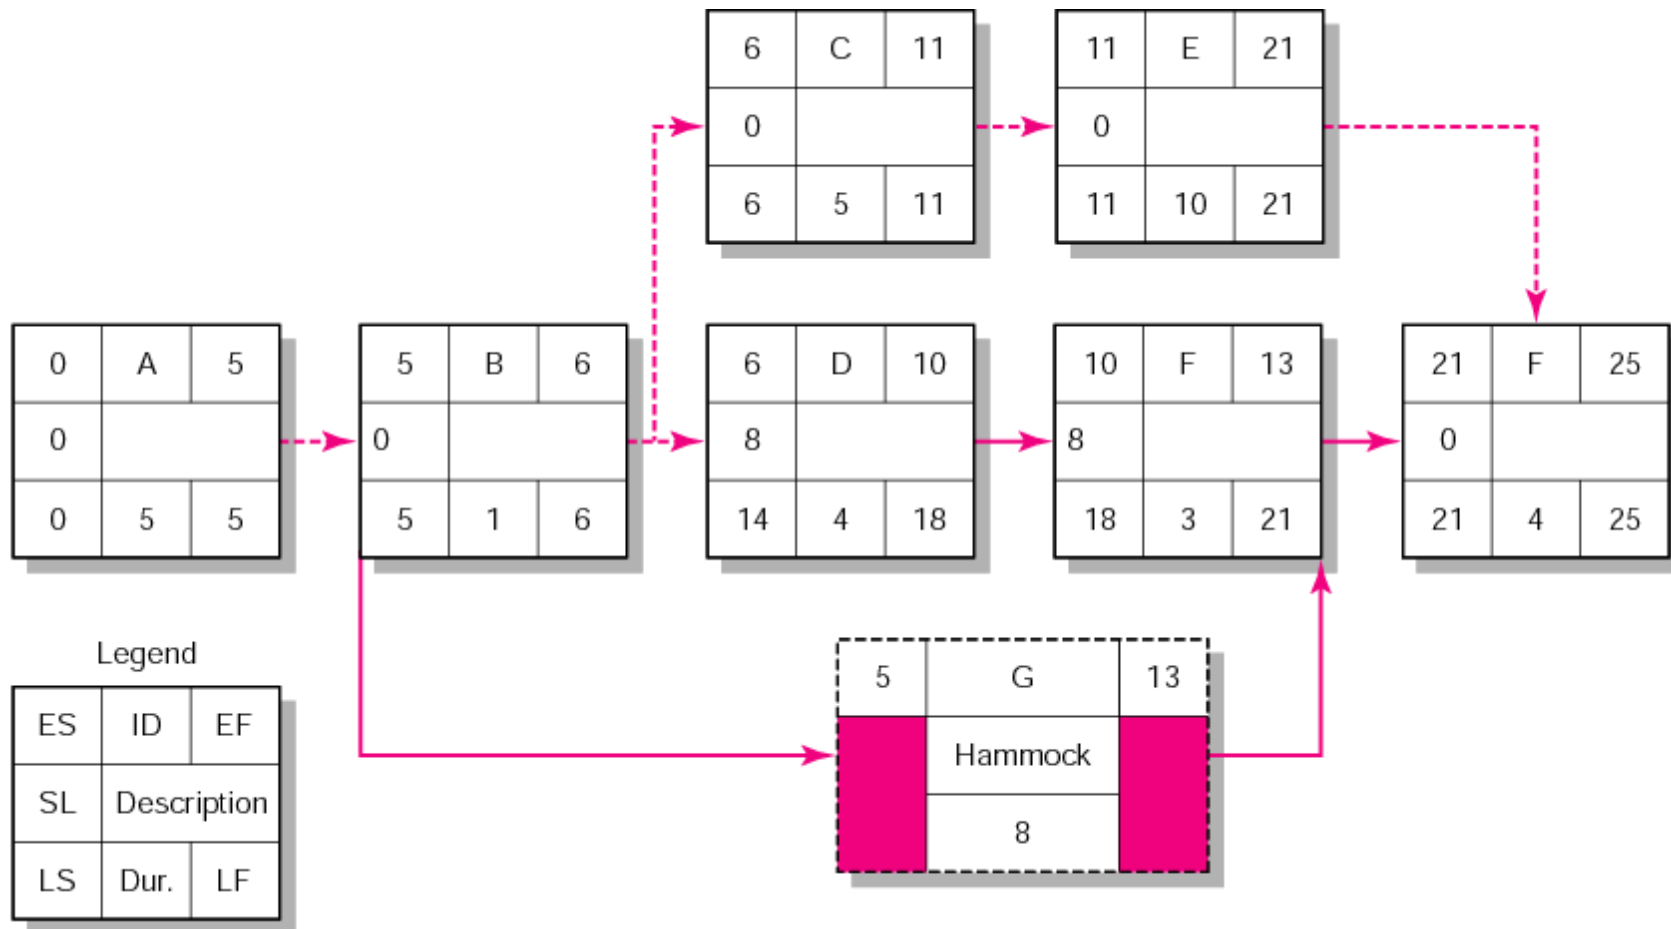 6 C 11
0
6 5 11
11 E 21
0
11 10 21
0 A 5
0
0 5 5
5 B 6
0
5 1 6
6 D 10
8
14 4 18
10 F 13
8
18 3 21
21 F 25
0
21 4 25
5 G 13
Hammock
8
Legend
ES ID EF
SL Description
LS Dur. LF